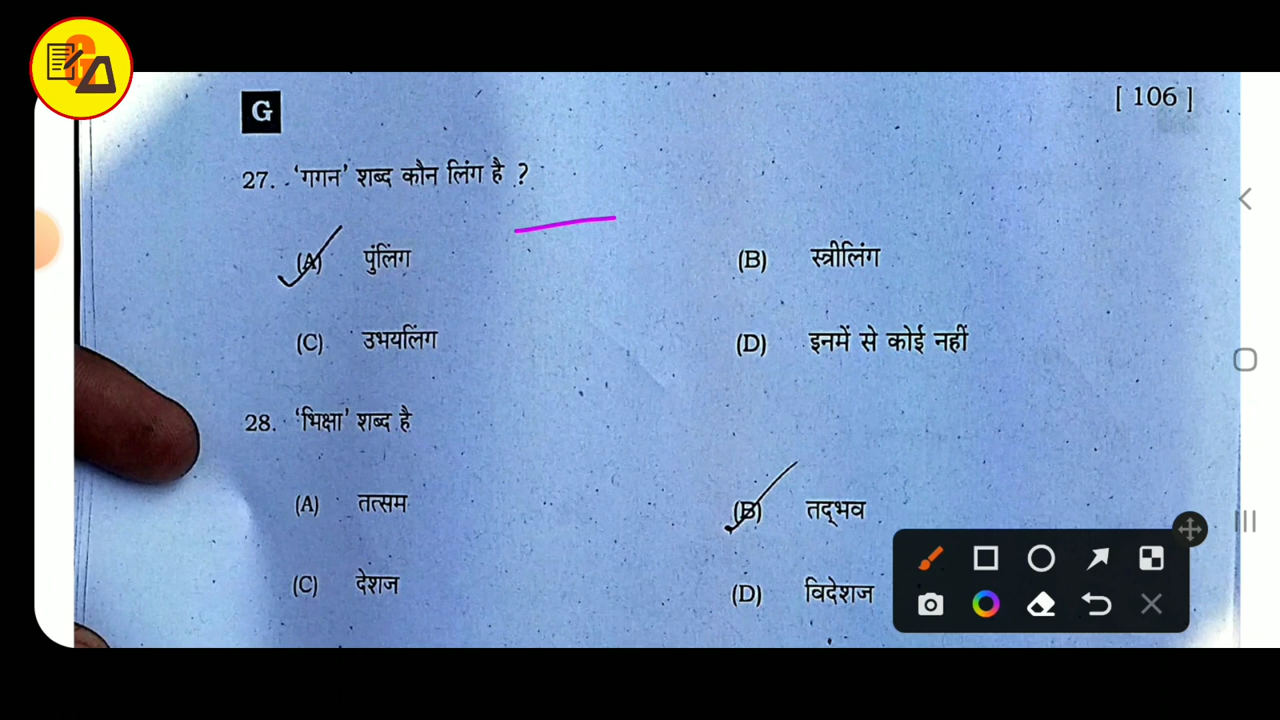 G
[ 106 ]
27. 'गगन' शब्द कौन लिंग है ?
(A) पुंलिंग
(B) स्त्रीलिंग
(C) उभयलिंग
(D) इनमें से कोई नहीं
28. 'भिक्षा' शब्द है
(A) तत्सम
(B) तद्‌भव
(C) देशज
(D) विदेशज